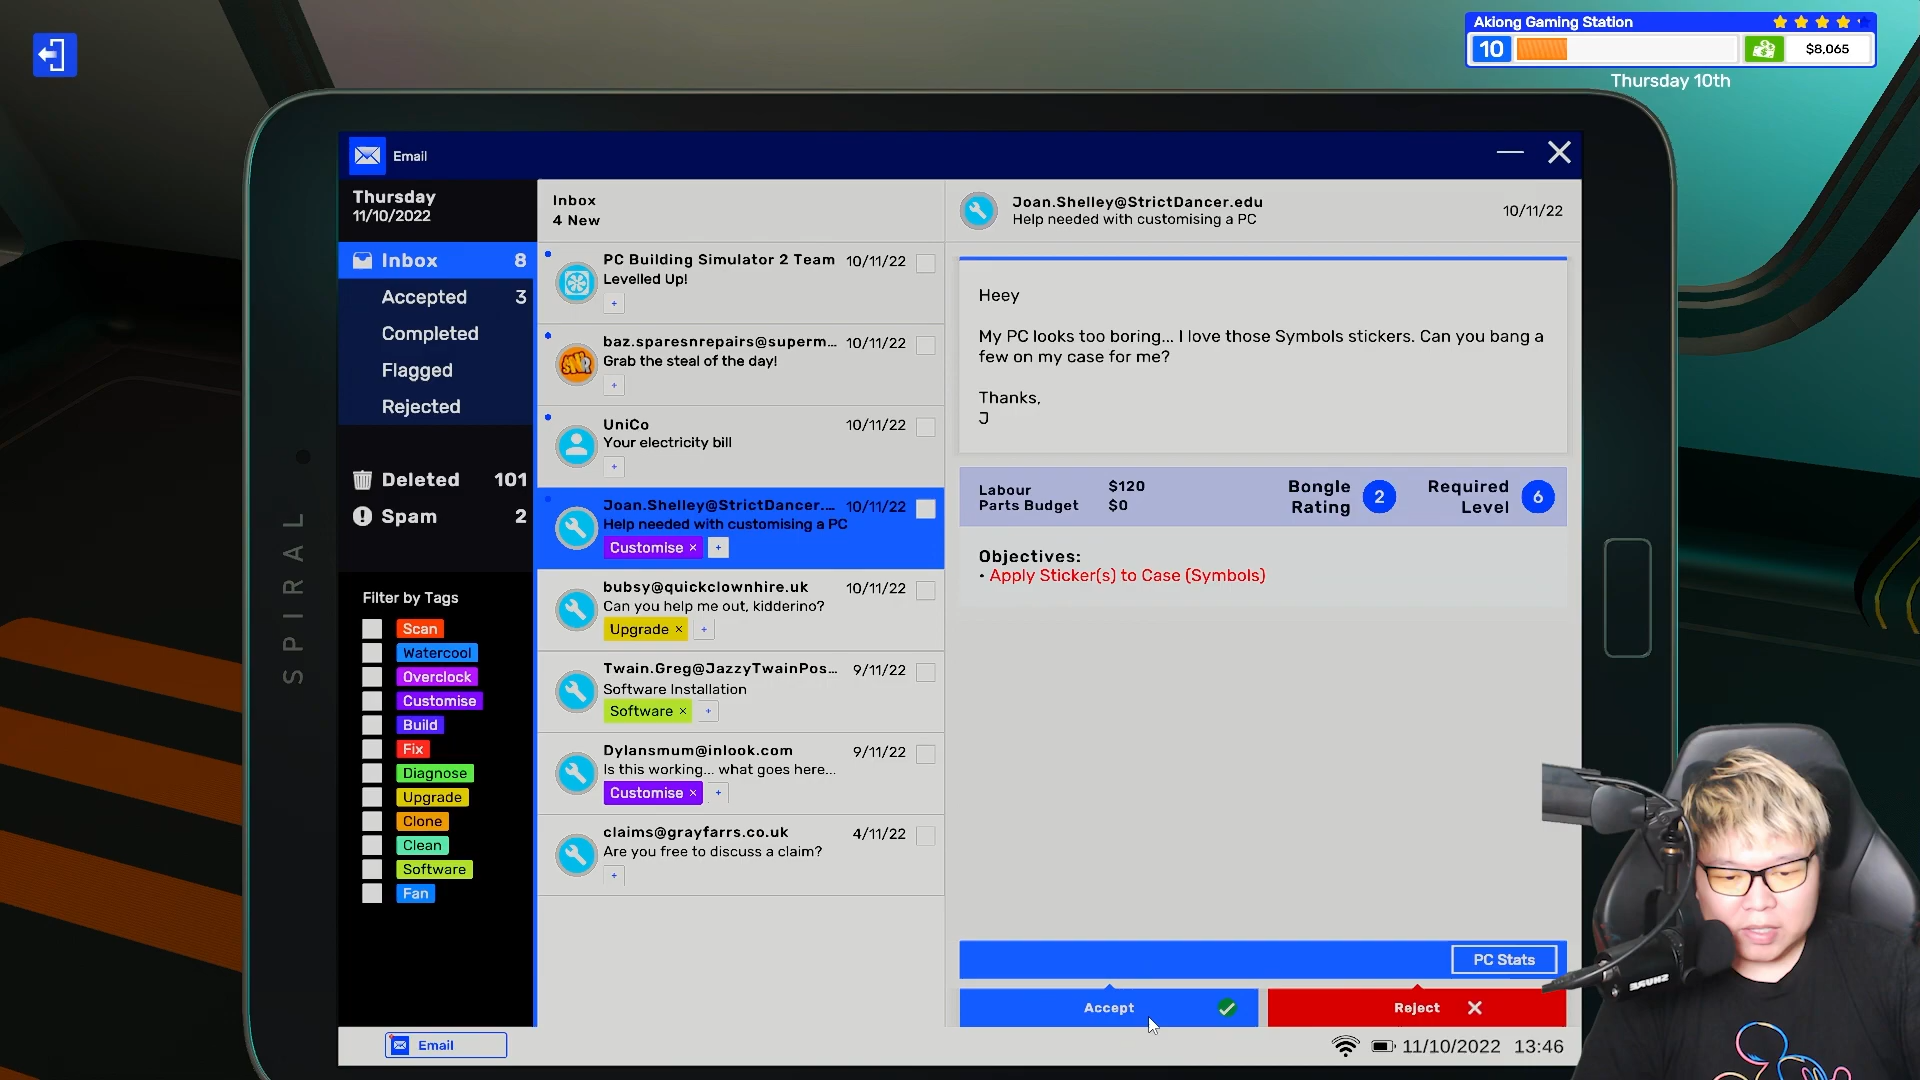 Akiong Gaming Station
10
$8,065
Thursday 10th
Email
Thursday
11/10/2022
Inbox 8
Accepted 3
Completed
Flagged
Rejected
Deleted 101
Spam 2
Filter by Tags
Scan
Watercool
Overclock
Customise
Build
Fix
Diagnose
Upgrade
Clone
Clean
Software
Fan
SPIRAL
Inbox
4 New
PC Building Simulator 2 Team 10/11/22
Levelled Up!
+
baz.sparesnrepairs@superm... 10/11/22
Grab the steal of the day!
+
SNR
UniCo 10/11/22
Your electricity bill
+
Joan.Shelley@StrictDancer.... 10/11/22
Help needed with customising a PC
Customise × +
bubsy@quickclownhire.uk 10/11/22
Can you help me out, kidderino?
Upgrade × +
Twain.Greg@JazzyTwainPos... 9/11/22
Software Installation
Software × +
Dylansmum@inlook.com 9/11/22
Is this working... what goes here...
Customise × +
claims@grayfarrs.co.uk 4/11/22
Are you free to discuss a claim?
+
Joan.Shelley@StrictDancer.edu
Help needed with customising a PC
10/11/22
Heey
My PC looks too boring... I love those Symbols stickers. Can you bang a
few on my case for me?
Thanks,
J
Labour $120
Parts Budget $0
Bongle
Rating 2
Required
Level 6
Objectives:
• Apply Sticker(s) to Case (Symbols)
PC Stats
Accept
Reject
Email
11/10/2022 13:46
SHURE